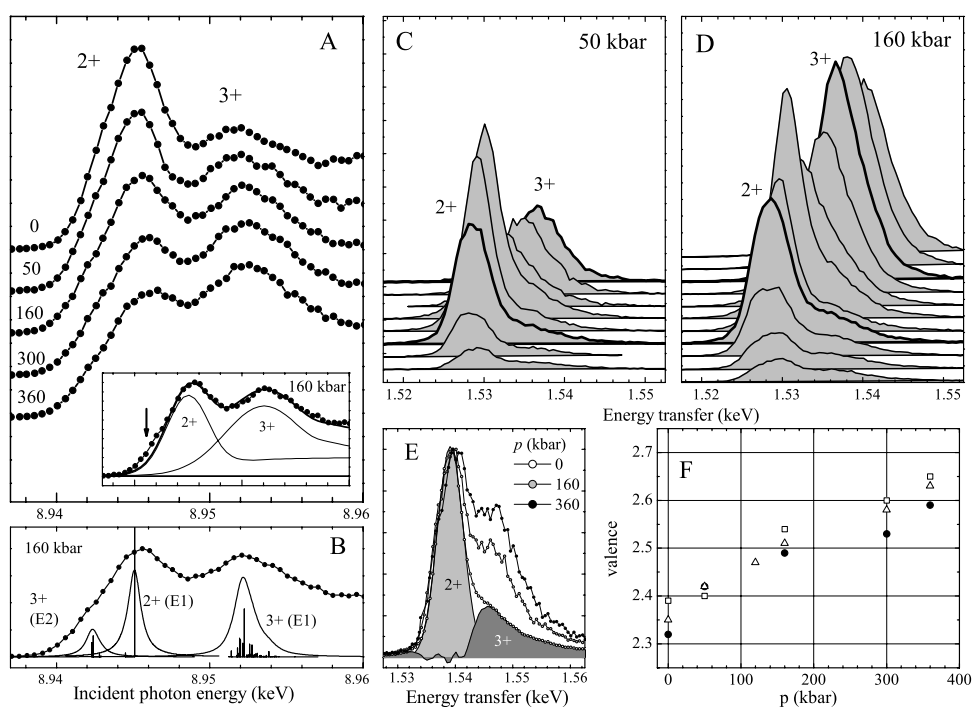 A
2+
3+
0
50
160
300
360
160 kbar
2+
3+
8.94
8.95
8.96
160 kbar
B
3+
(E2)
2+ (E1)
3+ (E1)
8.94
8.95
8.96
Incident photon energy (keV)
C
50 kbar
2+
3+
1.52
1.53
1.54
1.55
D
160 kbar
3+
2+
1.52
1.53
1.54
1.55
Energy transfer (keV)
E
p (kbar)
0
160
360
2+
3+
1.53
1.54
1.55
1.56
Energy transfer (keV)
F
2.7
2.6
2.5
2.4
2.3
valence
0
100
200
300
400
p (kbar)